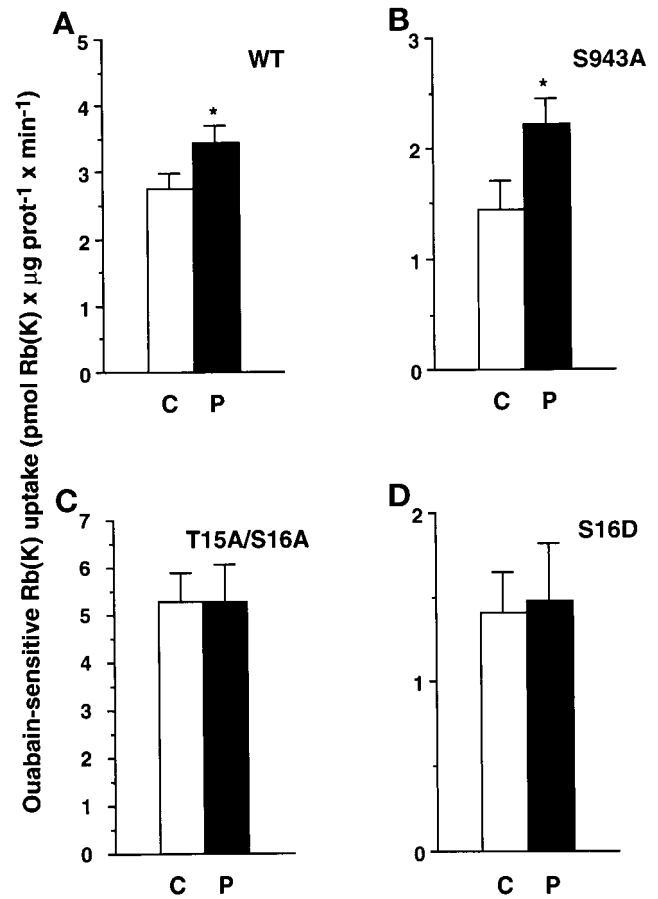 Ouabain-sensitive Rb(K) uptake (pmol Rb(K) x µg prot-1 x min-1)
A
WT
5
4
3
2
1
0
*
C P
B
S943A
3
2
1
0
*
C P
C
T15A/S16A
7
6
5
4
3
2
1
0
C P
D
S16D
2
1
0
C P